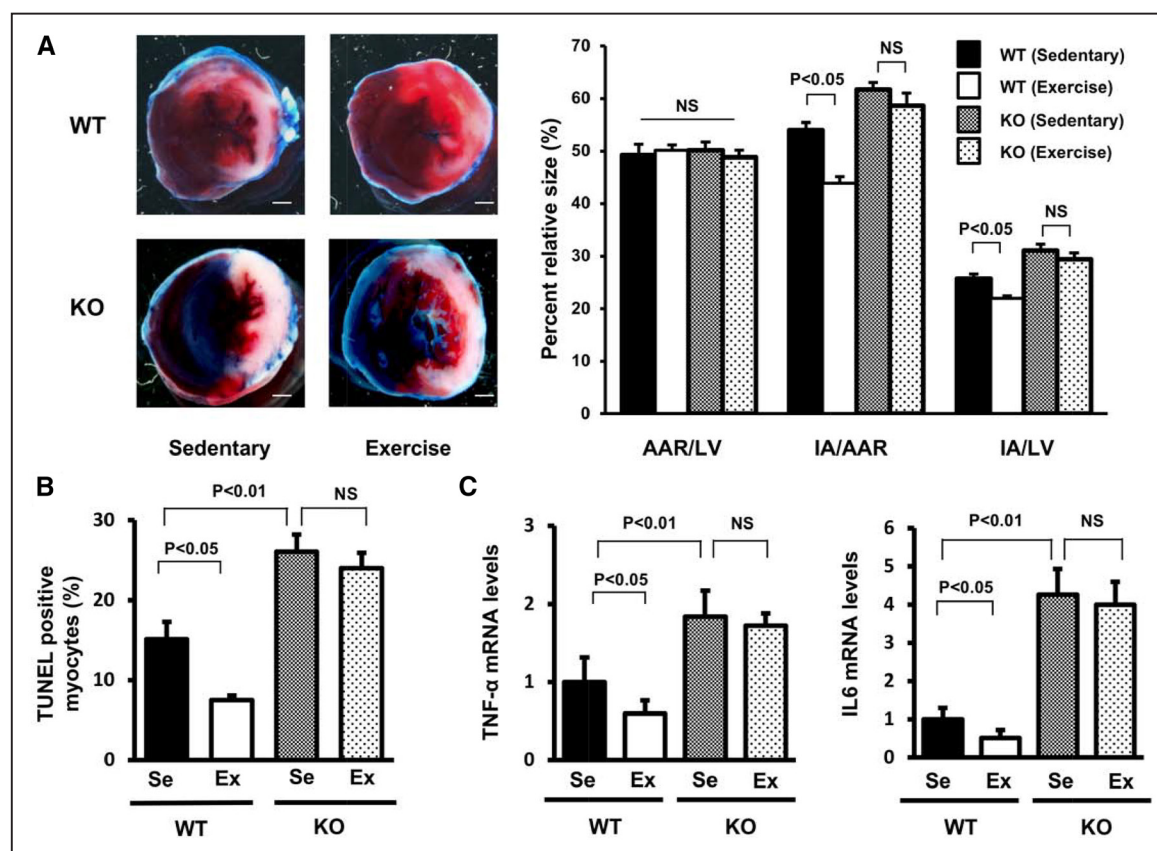 A
WT
KO
Sedentary
Exercise
Percent relative size (%)
70
60
50
40
30
20
10
0
NS
P<0.05
NS
P<0.05
NS
AAR/LV
IA/AAR
IA/LV
WT (Sedentary)
WT (Exercise)
KO (Sedentary)
KO (Exercise)
B
TUNEL positive
myocytes (%)
30
20
10
0
P<0.01
NS
P<0.05
Se Ex Se Ex
WT KO
C
TNF-α mRNA levels
3
2
1
0
P<0.01
NS
P<0.05
Se Ex Se Ex
WT KO
IL6 mRNA levels
6
5
4
3
2
1
0
P<0.01
NS
P<0.05
Se Ex Se Ex
WT KO